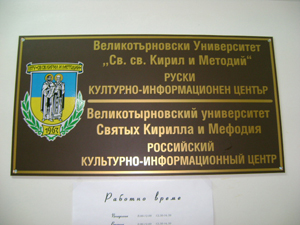 Великотърновски Университет
„Св. св. Кирил и Методий“
РУСКИ
КУЛТУРНО-ИНФОРМАЦИОНЕН ЦЕНТЪР
Великотырновский университет
Святых Кирилла и Мефодия
РОССИЙСКИЙ
КУЛЬТУРНО-ИНФОРМАЦИОННЫЙ ЦЕНТР
1963
Работно време